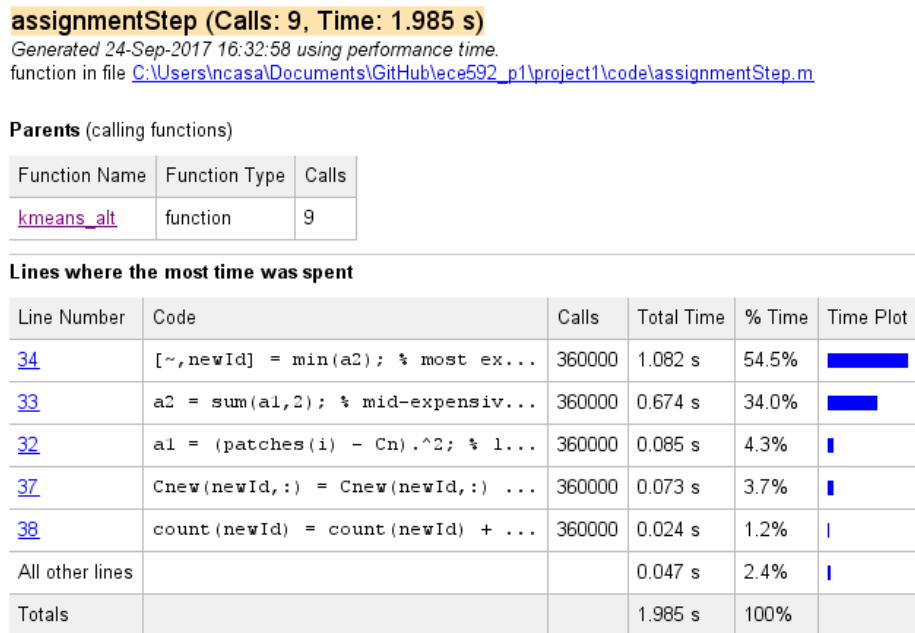 assignmentStep (Calls: 9, Time: 1.985 s)
Generated 24-Sep-2017 16:32:58 using performance time.
function in file C:\Users\ncasa\Documents\GitHub\ece592_p1\project1\code\assignmentStep.m
Parents (calling functions)
Function Name Function Type Calls
kmeans_alt function 9
Lines where the most time was spent
Line Number Code Calls Total Time % Time Time Plot
34 [~,newId] = min(a2); % most ex... 360000 1.082 s 54.5%
33 a2 = sum(a1,2); % mid-expensiv... 360000 0.674 s 34.0%
32 a1 = (patches(i) - Cn).^2; % l... 360000 0.085 s 4.3%
37 Cnew(newId,:) = Cnew(newId,:) ... 360000 0.073 s 3.7%
38 count(newId) = count(newId) + ... 360000 0.024 s 1.2%
All other lines 0.047 s 2.4%
Totals 1.985 s 100%